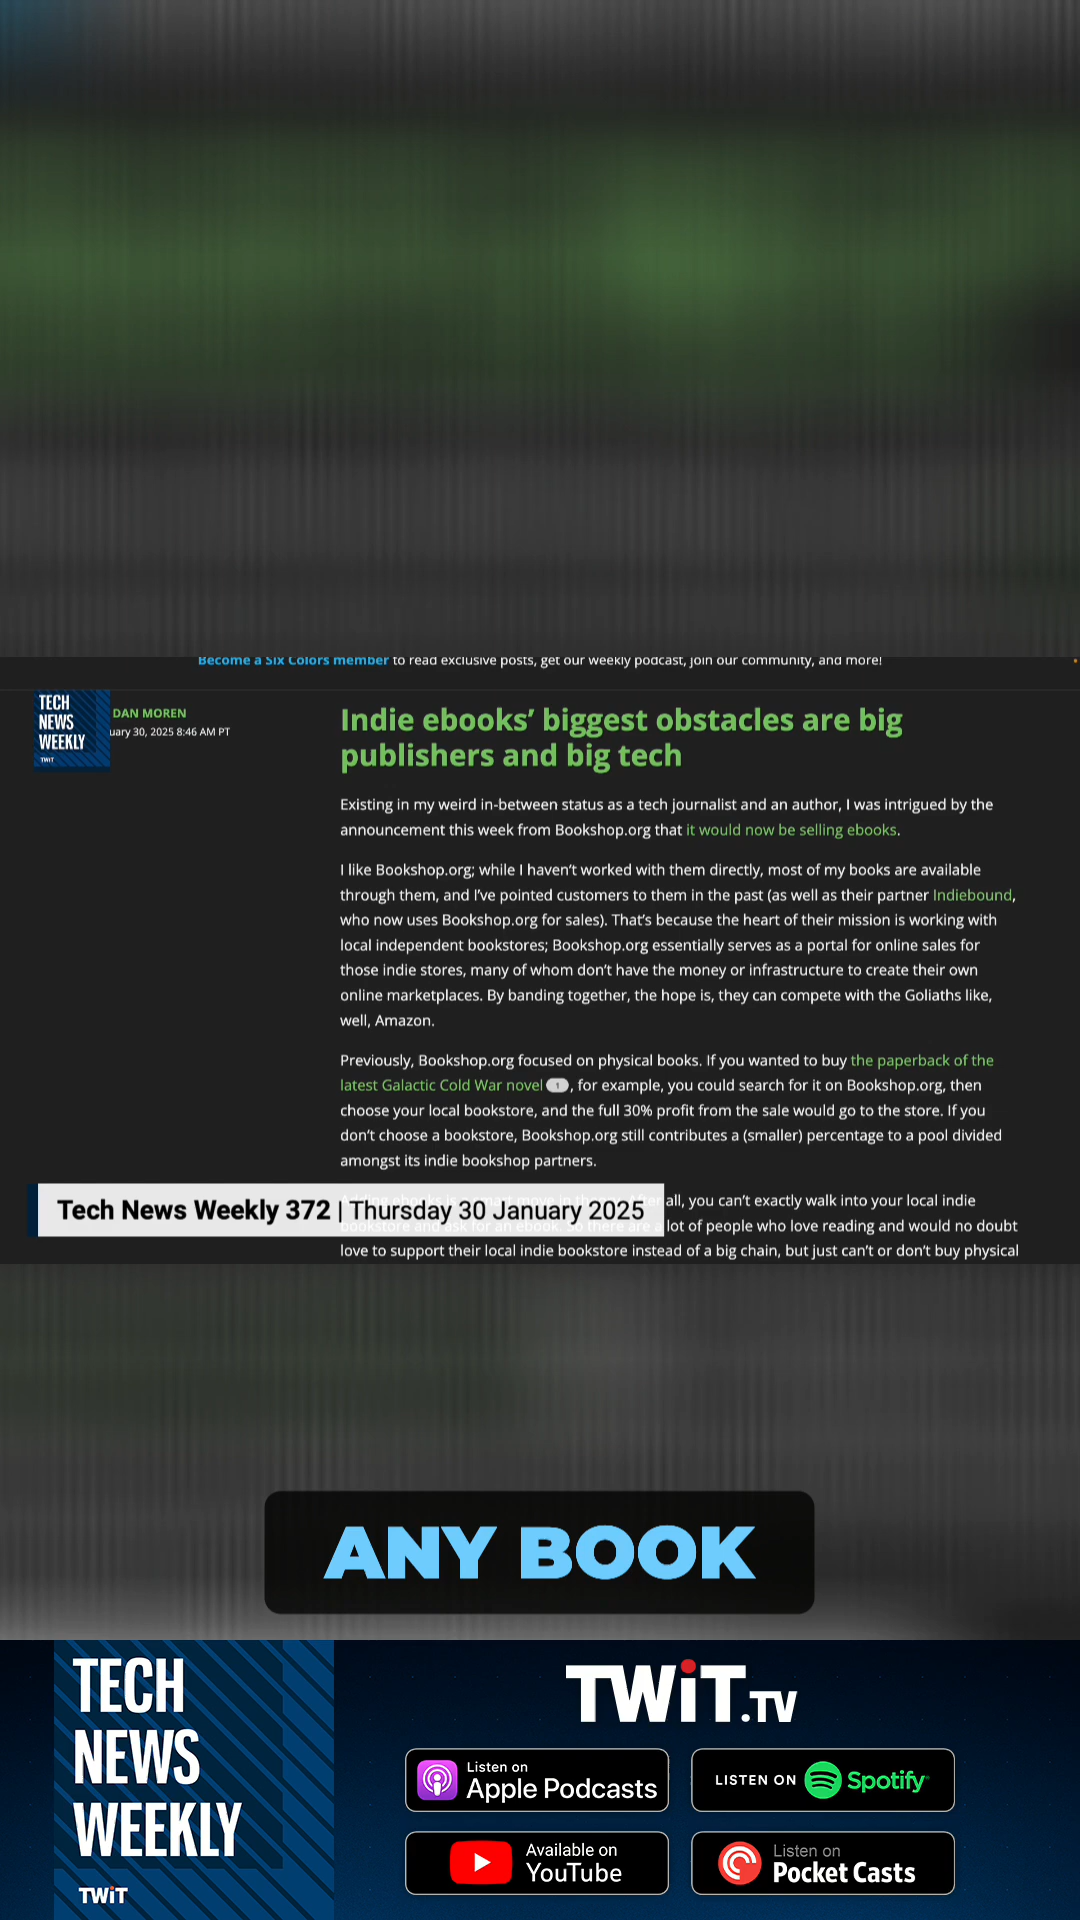 Become a Six Colors member to read exclusive posts, get our weekly podcast, join our community, and more!
TECH
NEWS
WEEKLY
TWiT
DAN MOREN
uary 30, 2025 8:46 AM PT
Indie ebooks’ biggest obstacles are big
publishers and big tech
Existing in my weird in-between status as a tech journalist and an author, I was intrigued by the
announcement this week from Bookshop.org that it would now be selling ebooks.
I like Bookshop.org; while I haven’t worked with them directly, most of my books are available
through them, and I’ve pointed customers to them in the past (as well as their partner Indiebound,
who now uses Bookshop.org for sales). That’s because the heart of their mission is working with
local independent bookstores; Bookshop.org essentially serves as a portal for online sales for
those indie stores, many of whom don’t have the money or infrastructure to create their own
online marketplaces. By banding together, the hope is, they can compete with the Goliaths like,
well, Amazon.
Previously, Bookshop.org focused on physical books. If you wanted to buy the paperback of the
latest Galactic Cold War novel 1, for example, you could search for it on Bookshop.org, then
choose your local bookstore, and the full 30% profit from the sale would go to the store. If you
don’t choose a bookstore, Bookshop.org still contributes a (smaller) percentage to a pool divided
amongst its indie bookshop partners.
all, you can’t exactly walk into your local indie
Tech News Weekly 372 | Thursday 30 January 2025
lot of people who love reading and would no doubt
love to support their local indie bookstore instead of a big chain, but just can’t or don’t buy physical
ANY BOOK
TECH
NEWS
WEEKLY
TWiT
TWiT.TV
Listen on
Apple Podcasts
LISTEN ON Spotify
Available on
YouTube
Listen on
Pocket Casts